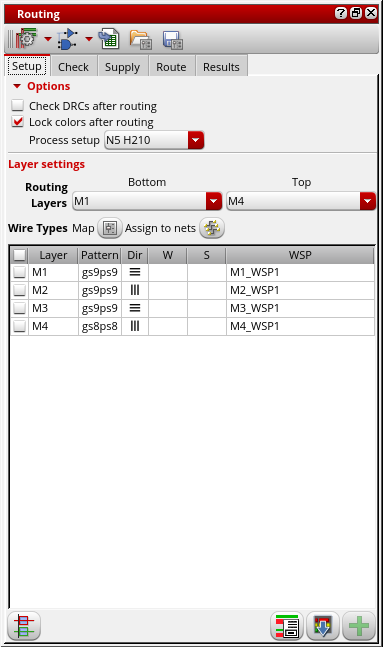 Routing
Setup Check Supply Route Results
Options
Check DRCs after routing
Lock colors after routing
Process setup N5 H210
Layer settings
Bottom Top
Routing Layers M1 M4
Wire Types Map Assign to nets
Layer Pattern Dir W S WSP
M1 gs9ps9 M1_WSP1
M2 gs9ps9 M2_WSP1
M3 gs9ps9 M3_WSP1
M4 gs8ps8 M4_WSP1